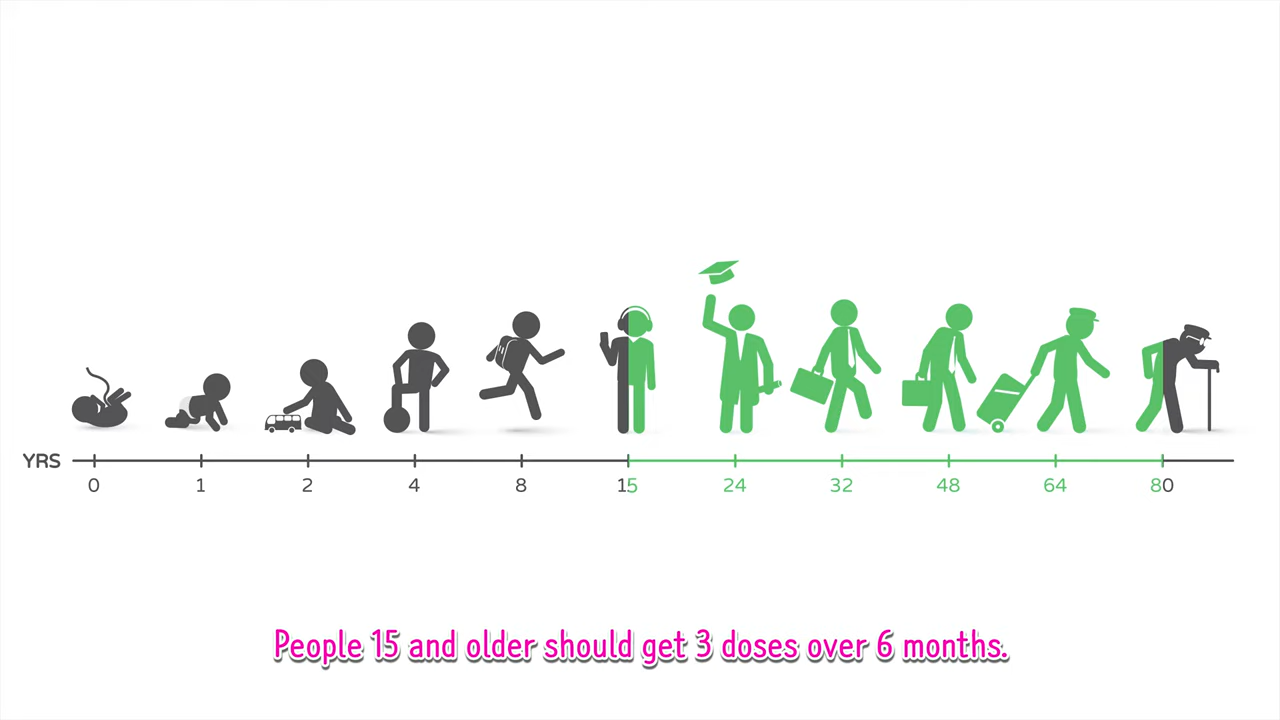 YRS
0 1 2 4 8 15 24 32 48 64 80
People 15 and older should get 3 doses over 6 months.